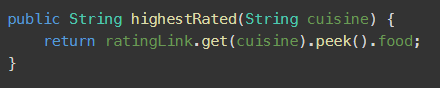 public String highestRated(String cuisine) {
    return ratingLink.get(cuisine).peek().food;
}